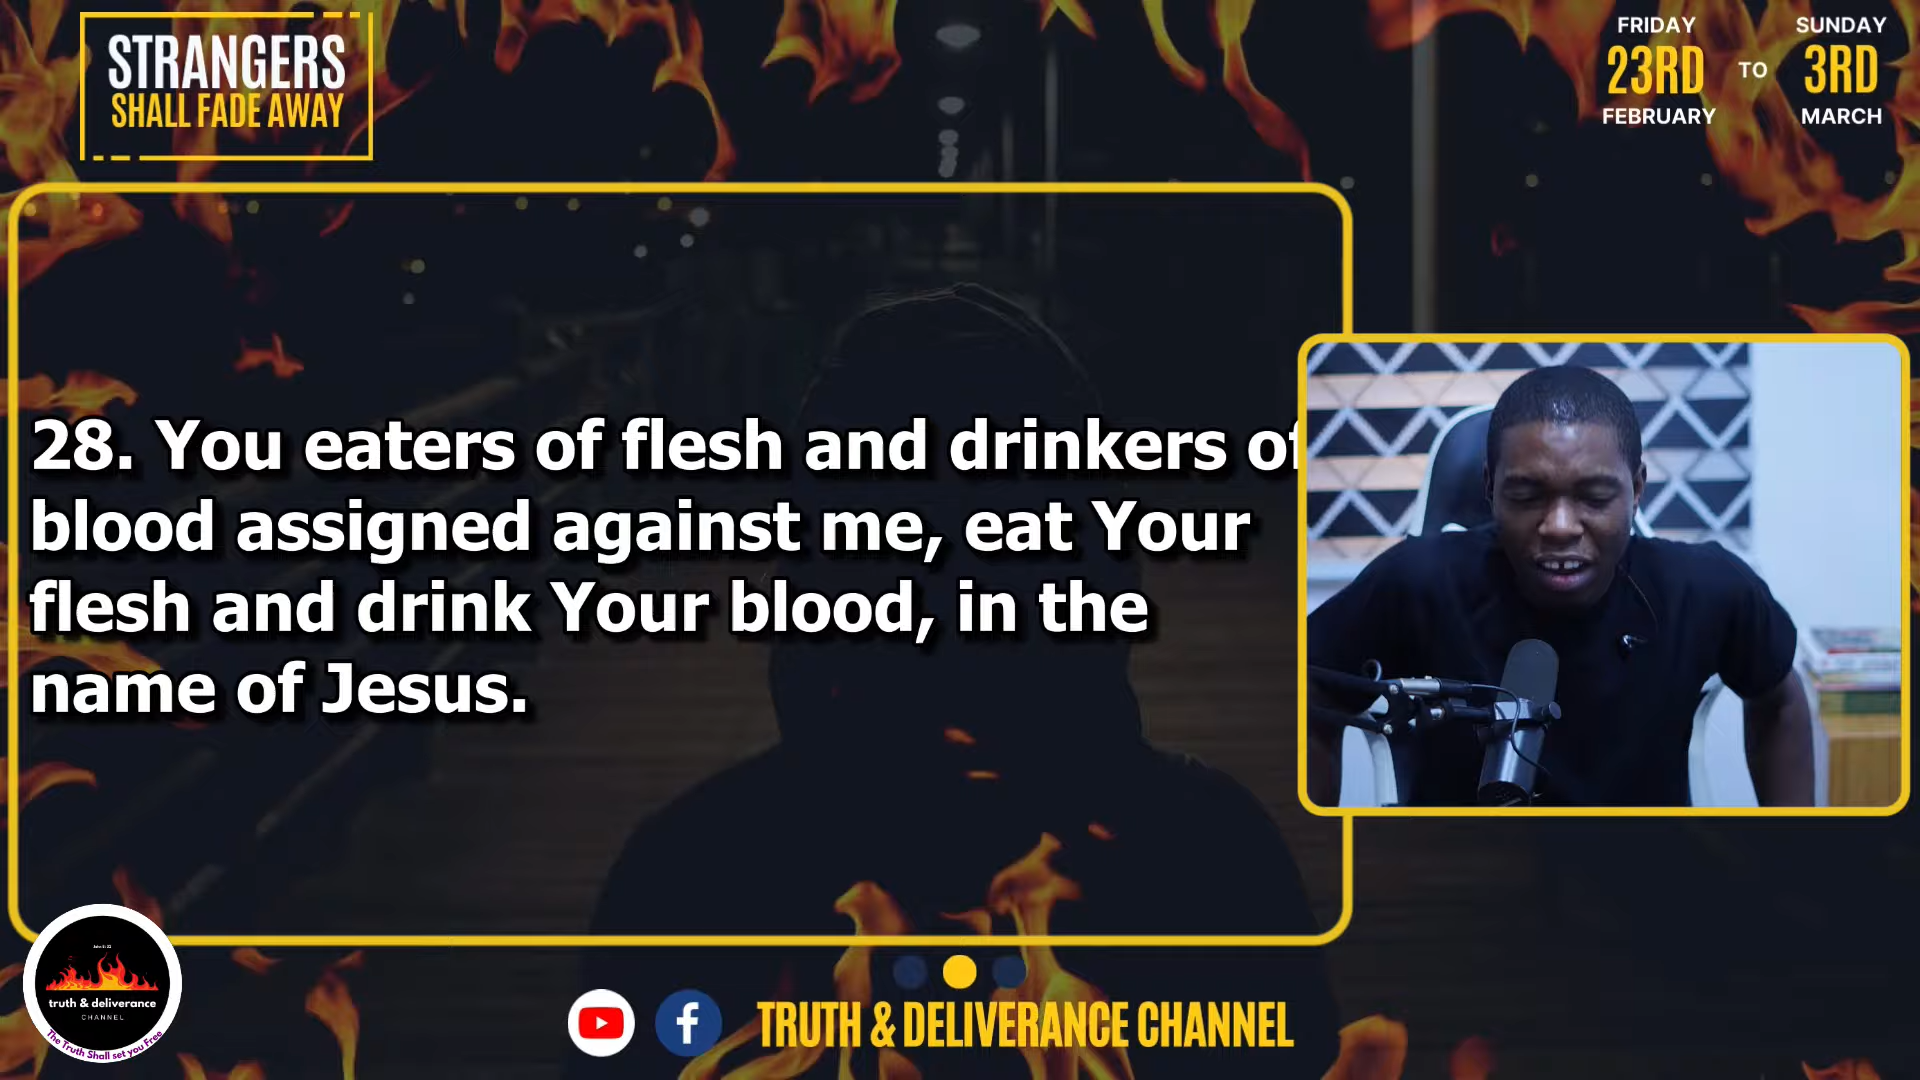 STRANGERS
SHALL FADE AWAY
FRIDAY
23RD
FEBRUARY
TO
SUNDAY
3RD
MARCH
28. You eaters of flesh and drinkers of
blood assigned against me, eat Your
flesh and drink Your blood, in the
name of Jesus.
truth & deliverance
CHANNEL
The Truth Shall set you Free
TRUTH & DELIVERANCE CHANNEL